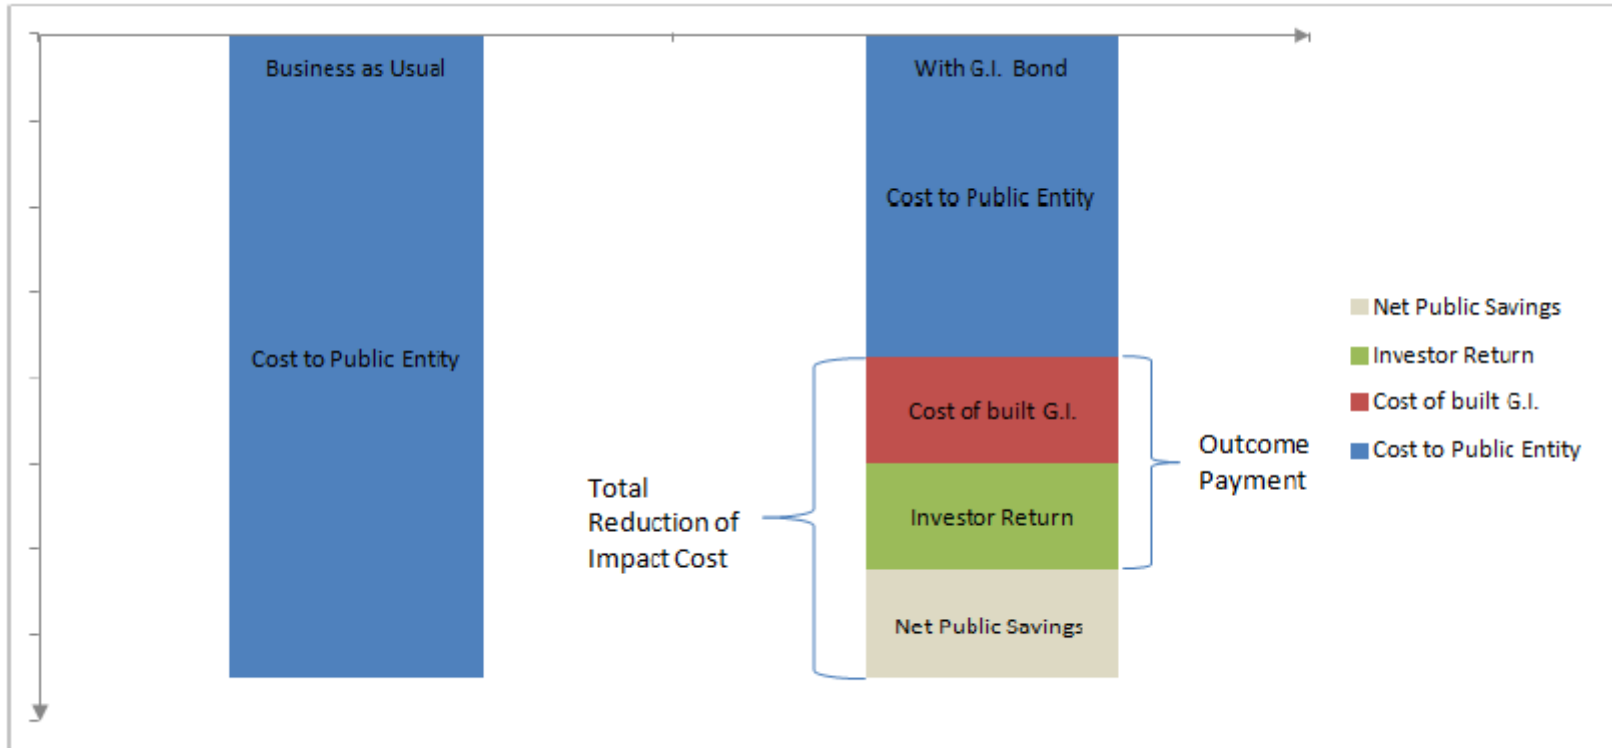 Business as Usual
Cost to Public Entity
With G.I. Bond
Cost to Public Entity
Cost of built G.I.
Investor Return
Net Public Savings
Total
Reduction of
Impact Cost
Outcome
Payment
Net Public Savings
Investor Return
Cost of built G.I.
Cost to Public Entity